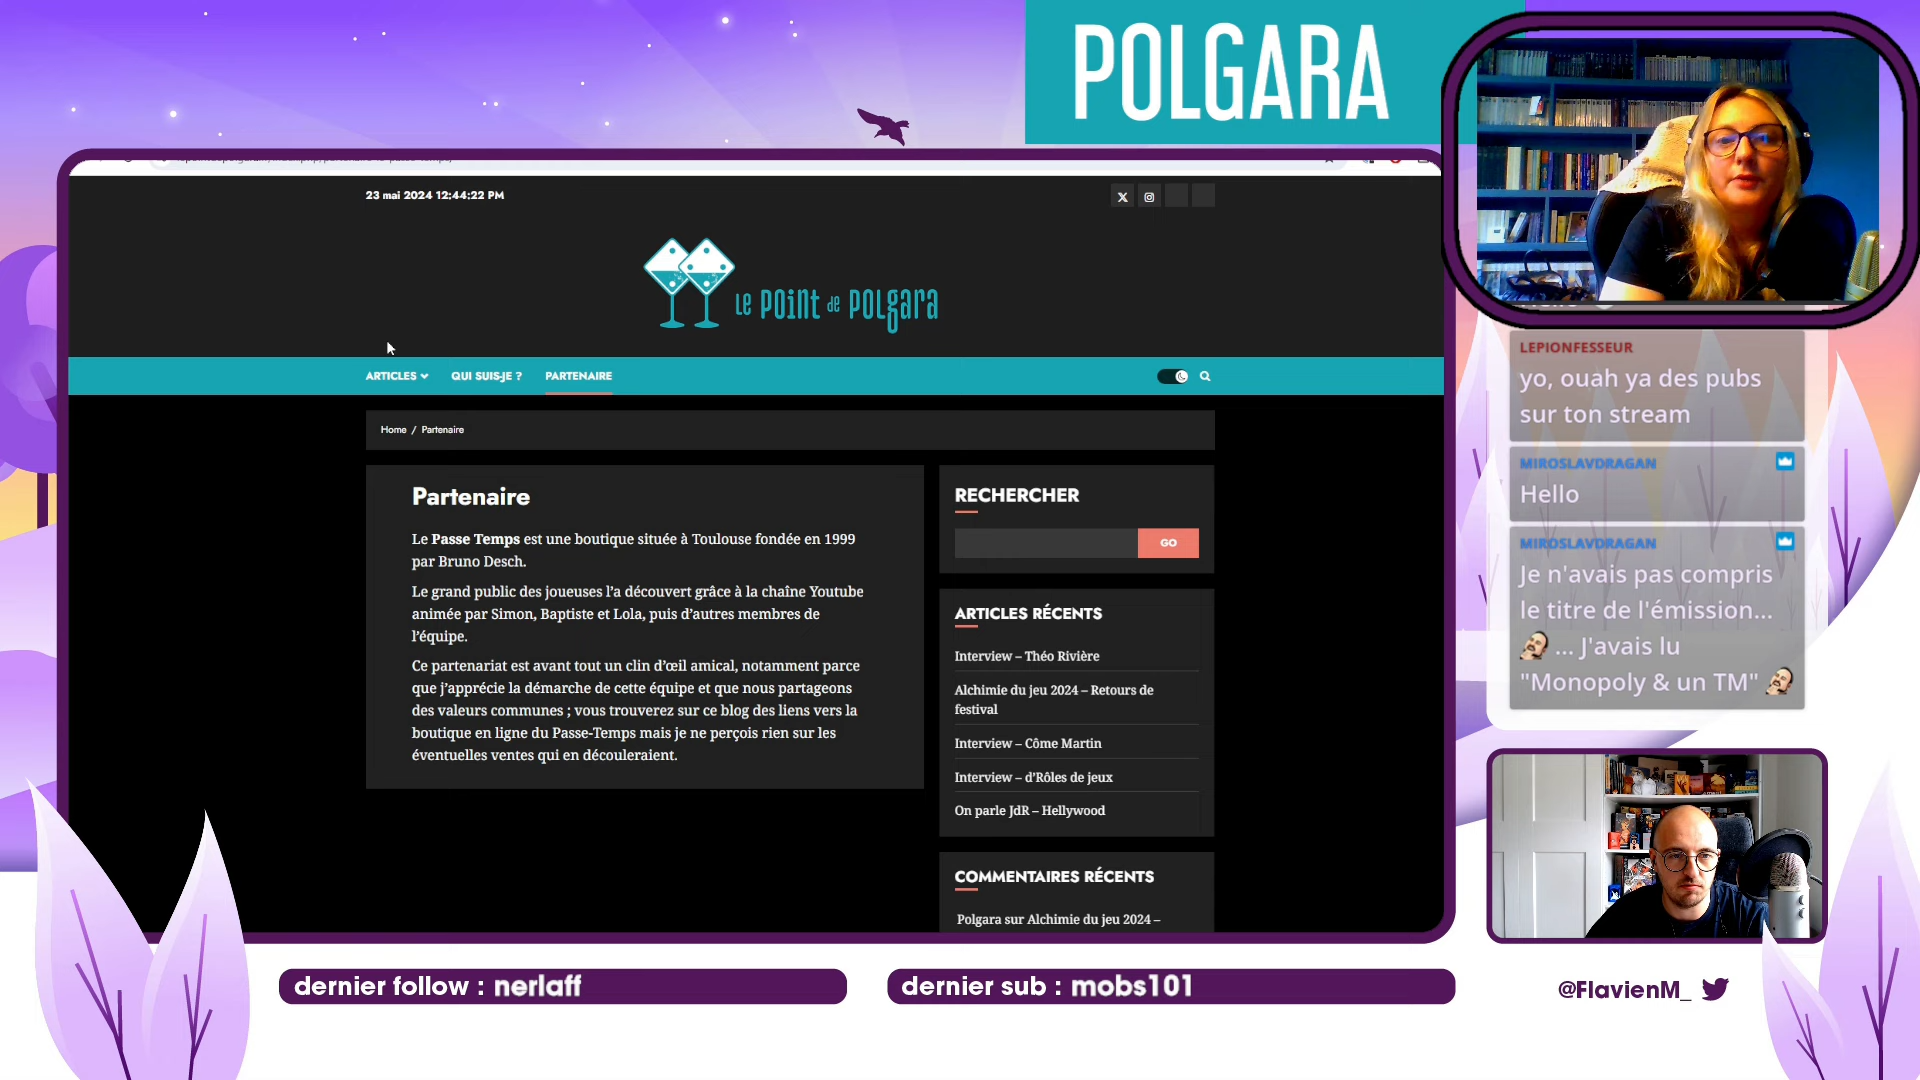 POLGARA
23 mai 2024 12:44:22 PM
Le Point de Polgara
ARTICLES
QUI SUIS-JE ?
PARTENAIRE
Home / Partenaire
Partenaire
Le Passe Temps est une boutique située à Toulouse fondée en 1999
par Bruno Desch.
Le grand public des joueuses l’a découvert grâce à la chaîne Youtube
animée par Simon, Baptiste et Lola, puis d’autres membres de
l’équipe.
Ce partenariat est avant tout un clin d’œil amical, notamment parce
que j’apprécie la démarche de cette équipe et que nous partageons
des valeurs communes ; vous trouverez sur ce blog des liens vers la
boutique en ligne du Passe-Temps mais je ne perçois rien sur les
éventuelles ventes qui en découleraient.
RECHERCHER
GO
ARTICLES RÉCENTS
Interview – Théo Rivière
Alchimie du jeu 2024 – Retours de
festival
Interview – Côme Martin
Interview – d’Rôles de jeux
On parle JdR – Hellywood
COMMENTAIRES RÉCENTS
Polgara sur Alchimie du jeu 2024 –
LEPIONFESSEUR
yo, ouah ya des pubs
sur ton stream
MIROSLAVDRAGAN
Hello
MIROSLAVDRAGAN
Je n'avais pas compris
le titre de l'émission...
... J'avais lu
"Monopoly & un TM"
dernier follow : nerlaff
dernier sub : mobs101
@FlavienM_